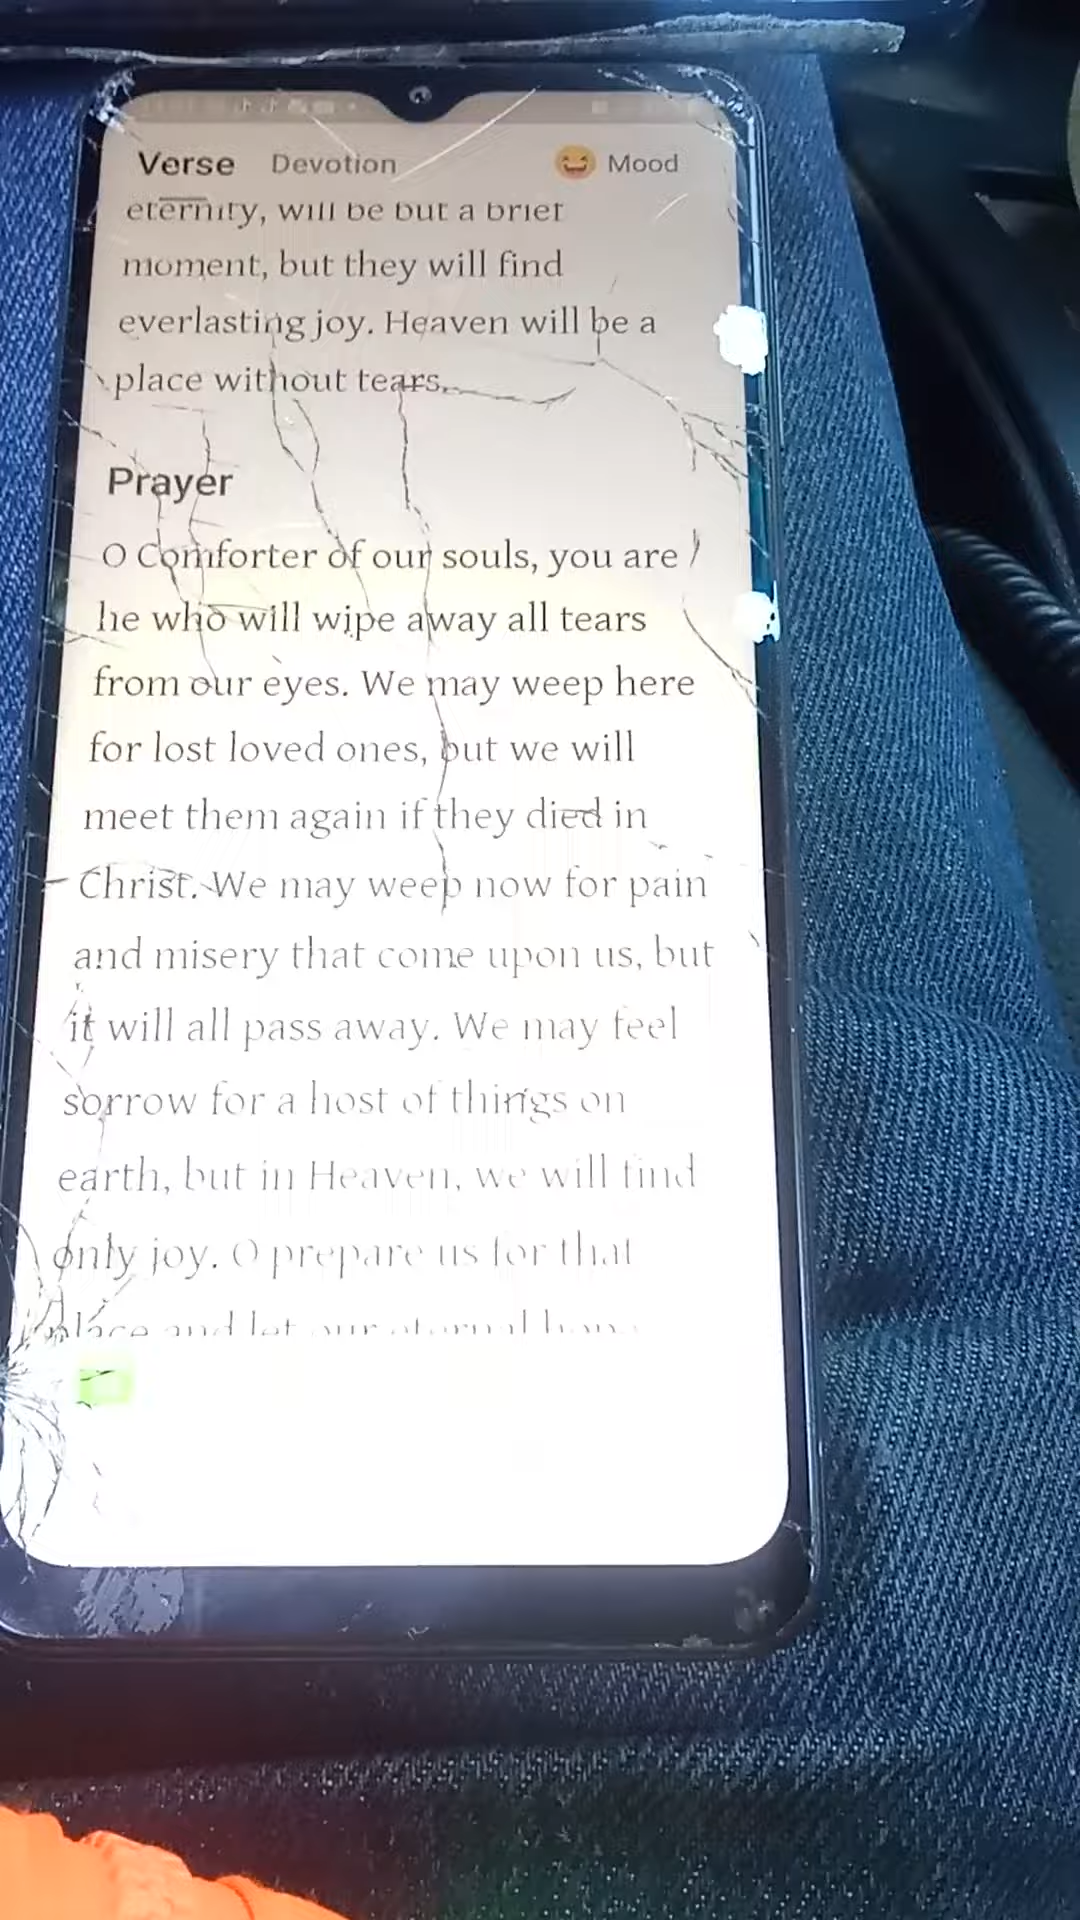 Verse Devotion Mood
eternity, will be but a brief
moment, but they will find
everlasting joy. Heaven will be a
place without tears.
Prayer
O Comforter of our souls, you are
he who will wipe away all tears
from our eyes. We may weep here
for lost loved ones, but we will
meet them again if they died in
Christ. We may weep now for pain
and misery that come upon us, but
it will all pass away. We may feel
sorrow for a host of things on
earth, but in Heaven, we will find
only joy. O prepare us for that
place and let our eternal